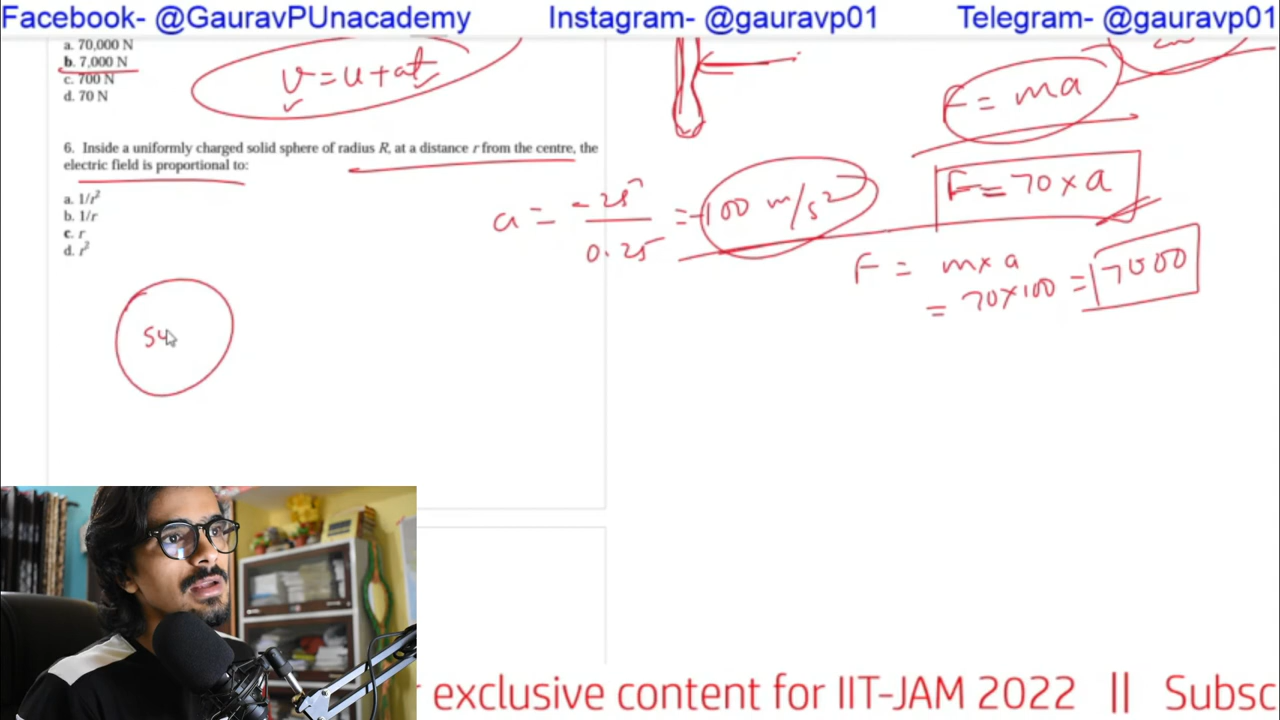 Facebook- @GauravPUnacademy Instagram- @gauravp01 Telegram- @gauravp01
a. 70,000 N
b. 7,000 N
c. 700 N
d. 70 N
v = u + at
F = ma
6. Inside a uniformly charged solid sphere of radius R, at a distance r from the centre, the
electric field is proportional to:
a. 1/r²
b. 1/r
c. r
d. r²
a = -25 / 0.25 = -100 m/s²
F = 70 × a
F = m × a
= 70 × 100 = 7000
exclusive content for IIT-JAM 2022 || Subsc